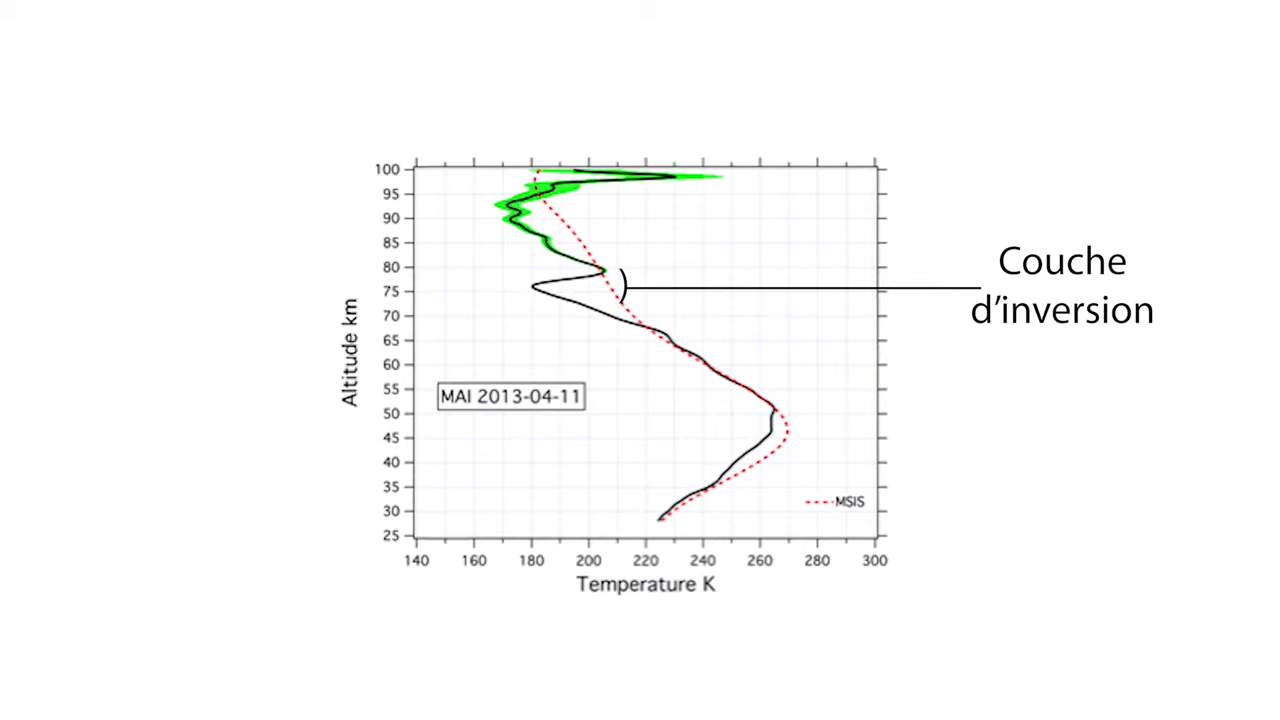 100
95
90
85
80
75
70
65
60
55
50
45
40
35
30
25
Altitude km
MAI 2013-04-11
MSIS
140 160 180 200 220 240 260 280 300
Temperature K
Couche
d'inversion